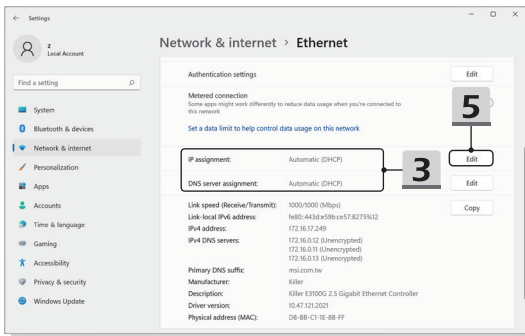 Settings
z
Local Account
Find a setting
System
Bluetooth & devices
Network & internet
Personalization
Apps
Accounts
Time & language
Gaming
Accessibility
Privacy & security
Windows Update
Network & internet > Ethernet
Authentication settings
Edit
Metered connection
Some apps might work differently to reduce data usage when you're connected to
this network
Set a data limit to help control data usage on this network
5
IP assignment: Automatic (DHCP)
Edit
3
DNS server assignment: Automatic (DHCP)
Edit
Link speed (Receive/Transmit): 1000/1000 (Mbps)
Copy
Link-local IPv6 address: fe80::443d:e59b:ce57:8275%12
IPv4 address: 172.16.17.249
IPv4 DNS servers: 172.16.0.12 (Unencrypted)
172.16.0.11 (Unencrypted)
172.16.0.13 (Unencrypted)
Primary DNS suffix: msi.com.tw
Manufacturer: Killer
Description: Killer E3100G 2.5 Gigabit Ethernet Controller
Driver version: 10.47.121.2021
Physical address (MAC): D8-BB-C1-1E-88-FF